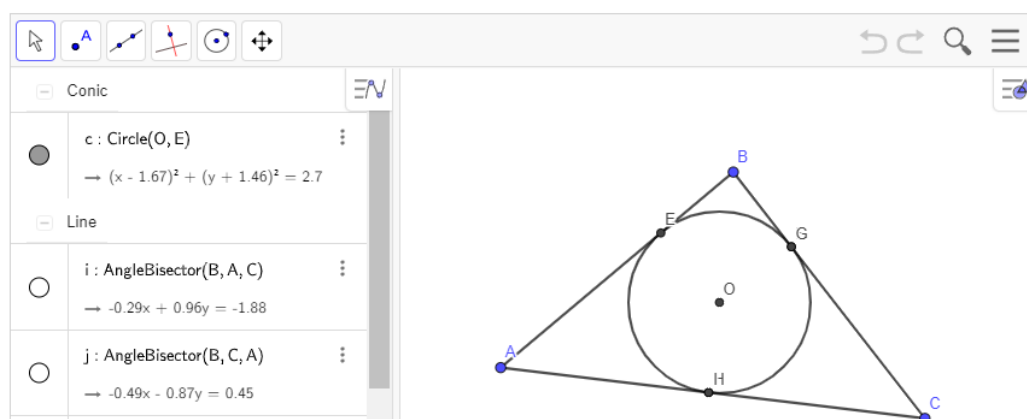 A
Conic
c : Circle(O, E)
→ (x - 1.67)² + (y + 1.46)² = 2.7
Line
i : AngleBisector(B, A, C)
→ -0.29x + 0.96y = -1.88
j : AngleBisector(B, C, A)
→ -0.49x - 0.87y = 0.45
B
E
G
O
A
H
C